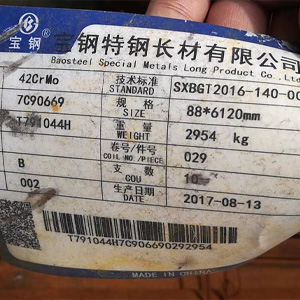 宝钢 宝钢特钢长材有限公司
Baosteel Special Metals Long Product Co.,Ltd.
42CrMo 技术标准 STANDARD SXBGT2016-140-00
7C90669 规格 SIZE 88*6120mm
T791044H 重量 WEIGHT 2954 kg
卷号/件号 COIL NO./PIECE 029
B 支数 COU 10
002 生产日期 DATE 2017-08-13
T791044H7C906690292954
MADE IN CHINA